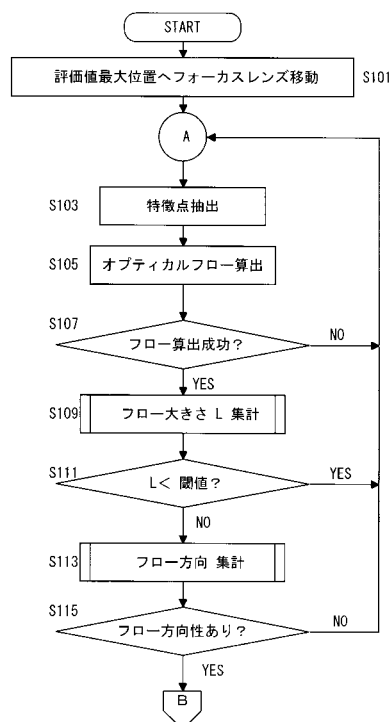 START
評価値最大位置へフォーカスレンズ移動 S101
A
S103 特徴点抽出
S105 オプティカルフロー算出
S107 フロー算出成功? NO
YES
S109 フロー大きさ L 集計
S111 L< 閾値? YES
NO
S113 フロー方向 集計
S115 フロー方向性あり? NO
YES
B